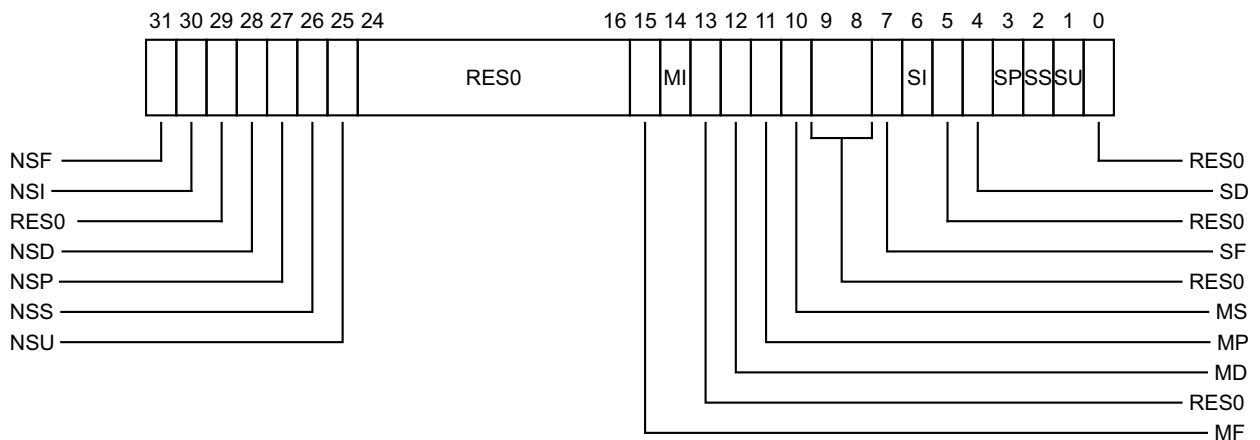 31 30 29 28 27 26 25 24 16 15 14 13 12 11 10 9 8 7 6 5 4 3 2 1 0
RES0 MI SI SP SS SU
NSF RES0
NSI SD
RES0 RES0
NSD SF
NSP RES0
NSS MS
NSU MP
MD
RES0
MF